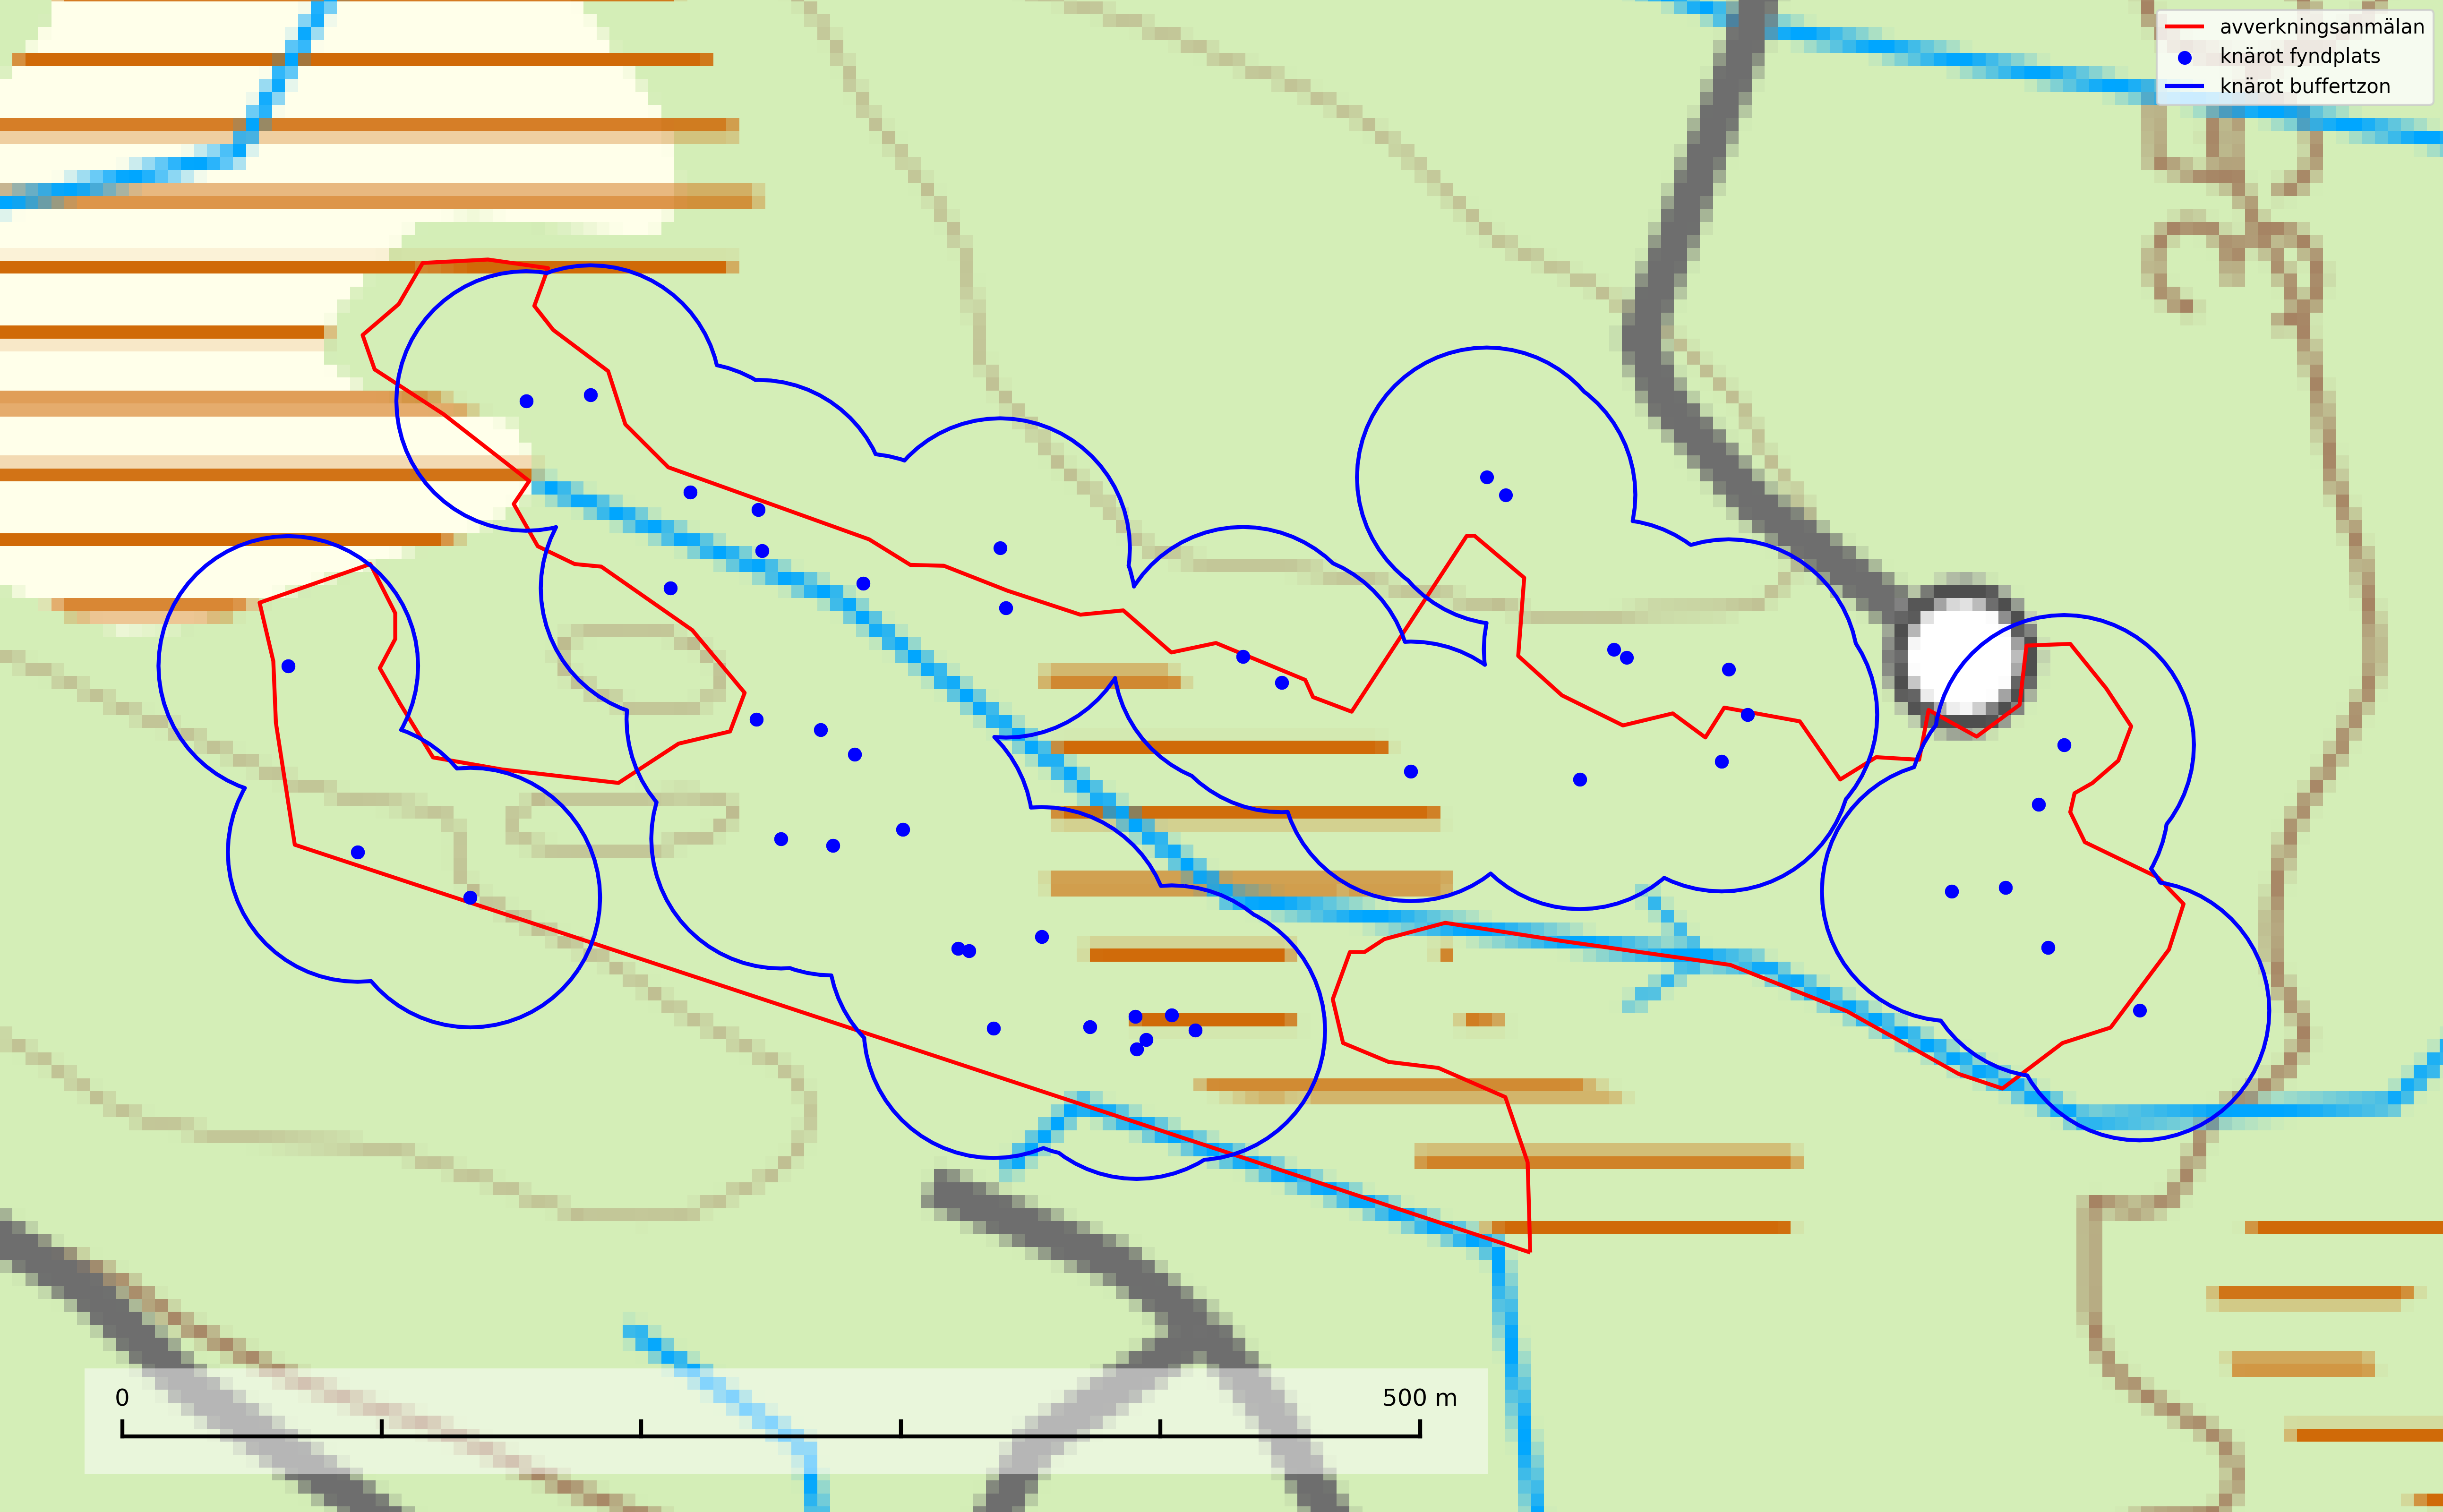 avverkningsanmälan
knärot fyndplats
knärot buffertzon
0 500 m